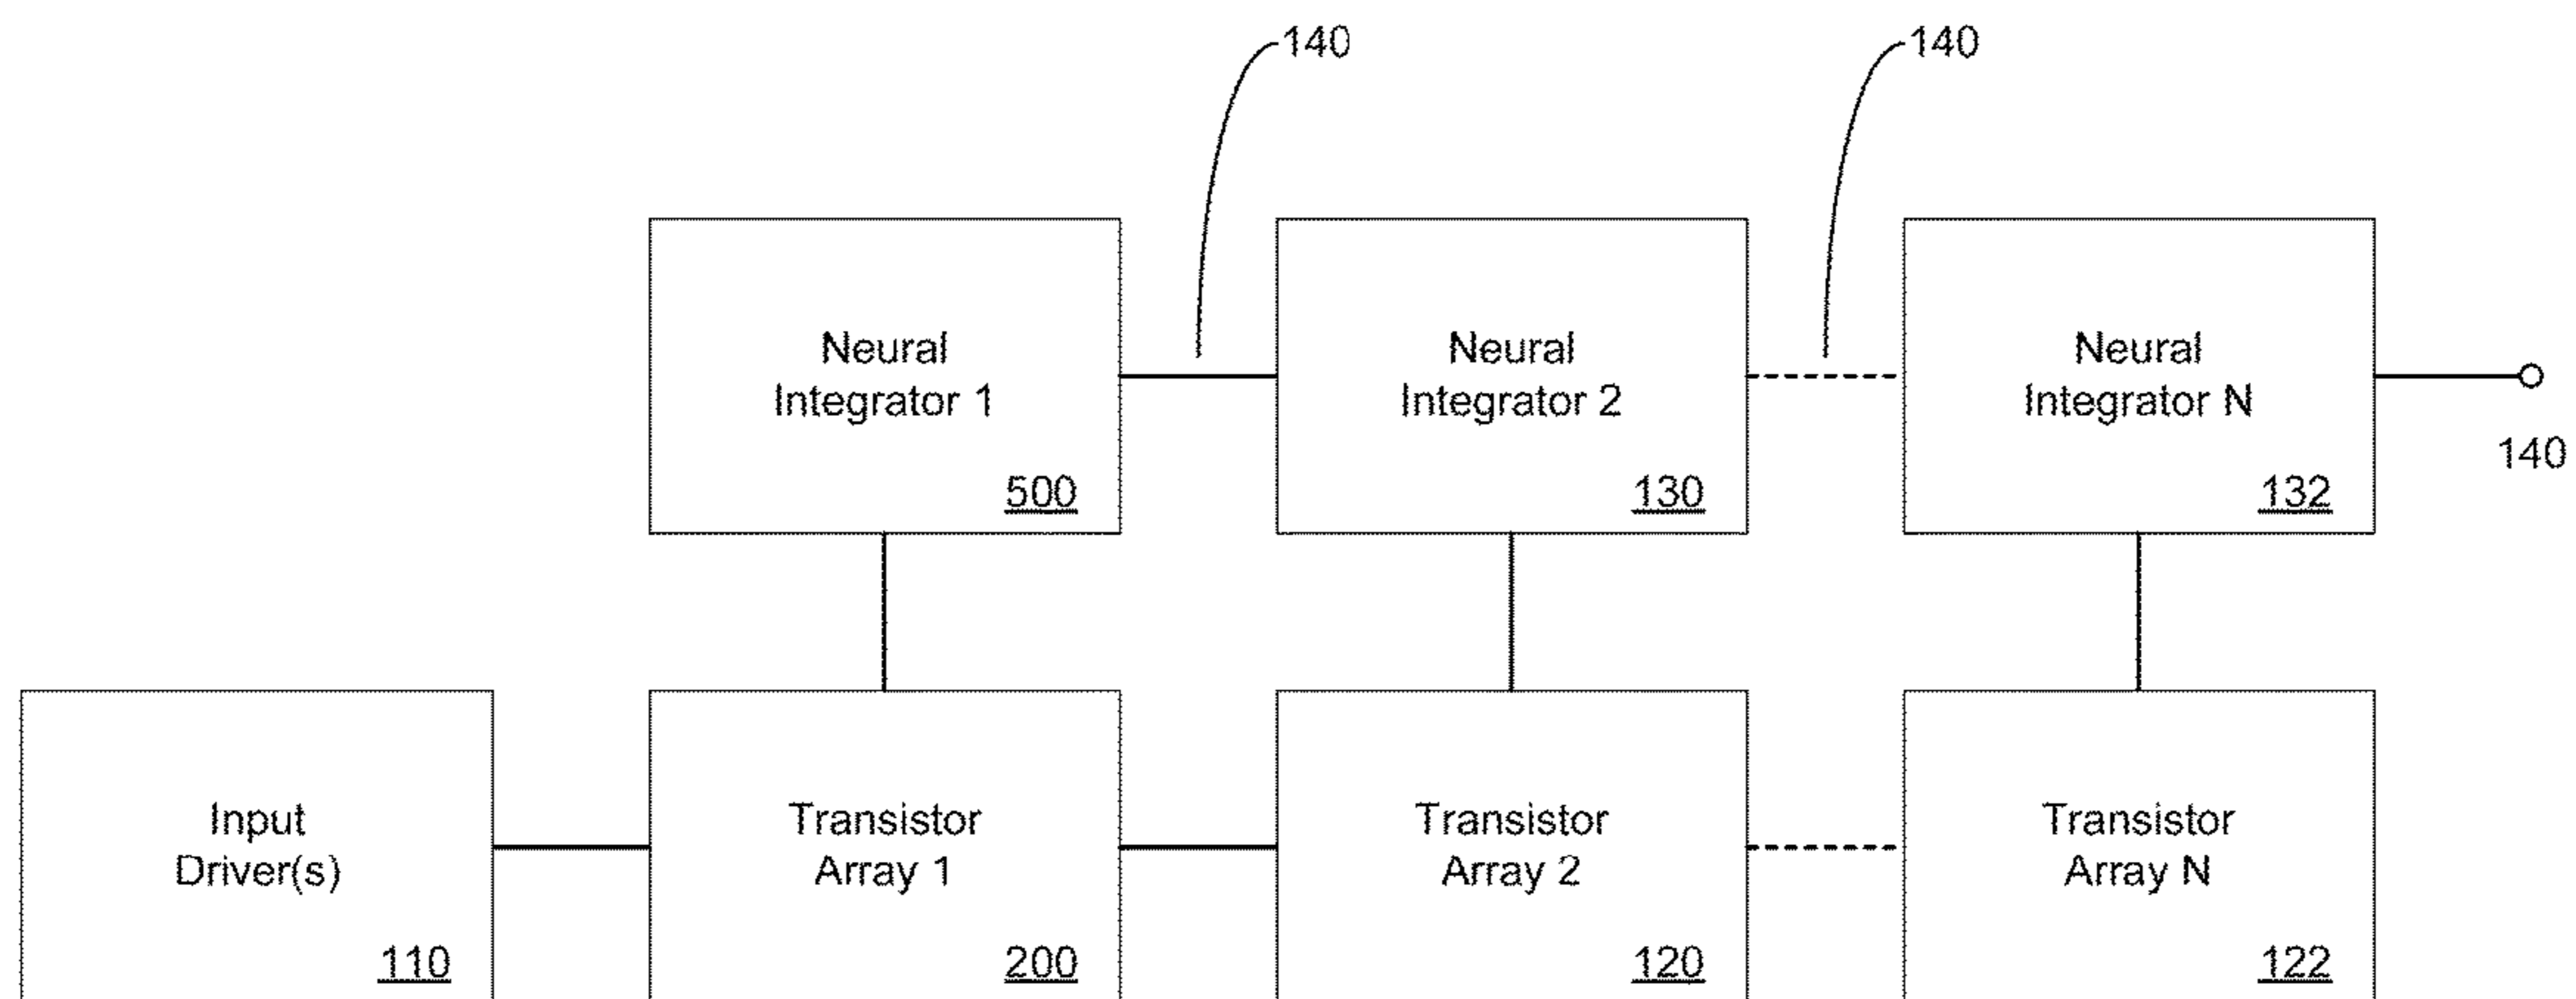 140
140
Neural
Integrator 1
500
Neural
Integrator 2
130
Neural
Integrator N
132
140
Input
Driver(s)
110
Transistor
Array 1
200
Transistor
Array 2
120
Transistor
Array N
122